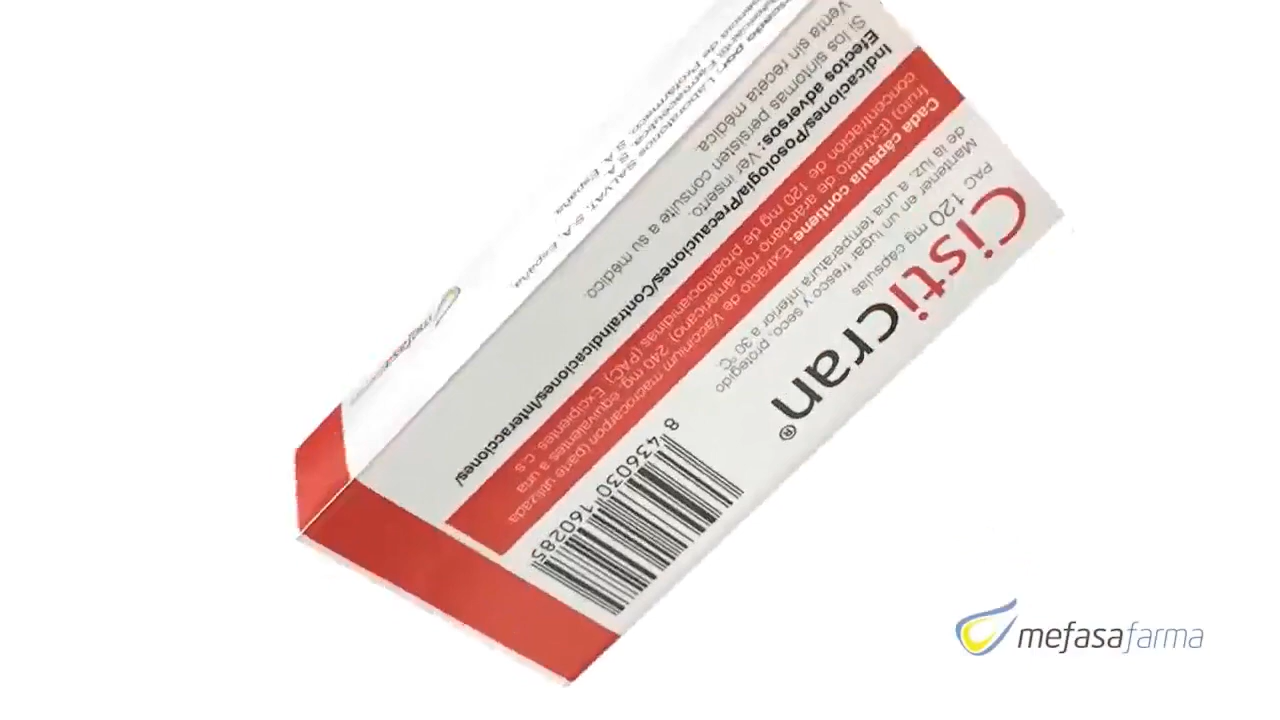 Cisticran®
PAC 120 mg cápsulas
Mantener en un lugar fresco y seco, protegido
de la luz, a una temperatura inferior a 30 ºC.
Cada cápsula contiene: Extracto de Vaccinium macrocarpon (parte utilizada:
fruto) (Extracto de arándano rojo americano) 240 mg, equivalentes a una
concentración de 120 mg de proantocianidinas (PAC). Excipientes, c.s.
Indicaciones/Posología/Precauciones/Contraindicaciones/Interacciones/
Efectos adversos: Ver inserto.
Si los síntomas persisten consulte a su médico.
Venta sin receta médica.
8 436030 160285
por: Laboratorios SALVAT, S.A. España
S.A. España.
mefasafarma